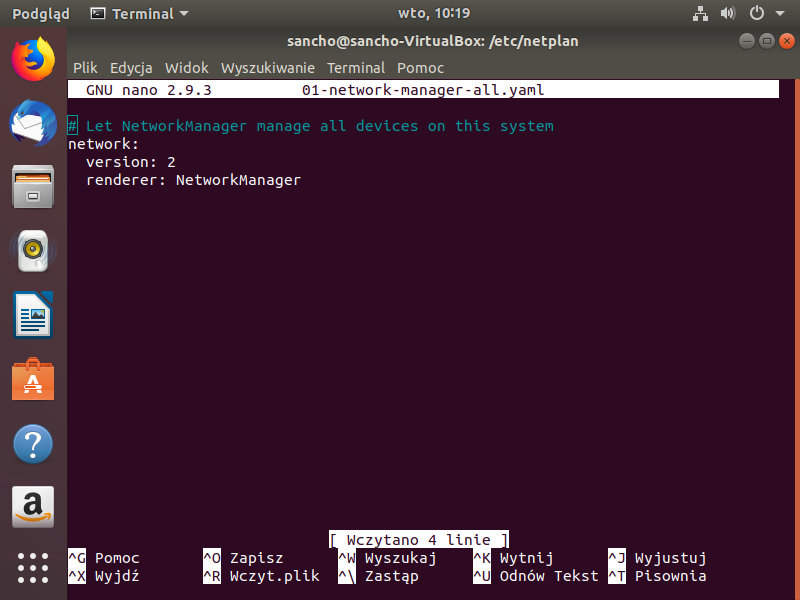 Podgląd Terminal wto, 10:19
sancho@sancho-VirtualBox: /etc/netplan
Plik Edycja Widok Wyszukiwanie Terminal Pomoc
GNU nano 2.9.3 01-network-manager-all.yaml
# Let NetworkManager manage all devices on this system
network:
  version: 2
  renderer: NetworkManager
[ Wczytano 4 linie ]
^G Pomoc ^O Zapisz ^W Wyszukaj ^K Wytnij ^J Wyjustuj
^X Wyjdź ^R Wczyt.plik ^\ Zastąp ^U Odnów Tekst ^T Pisownia